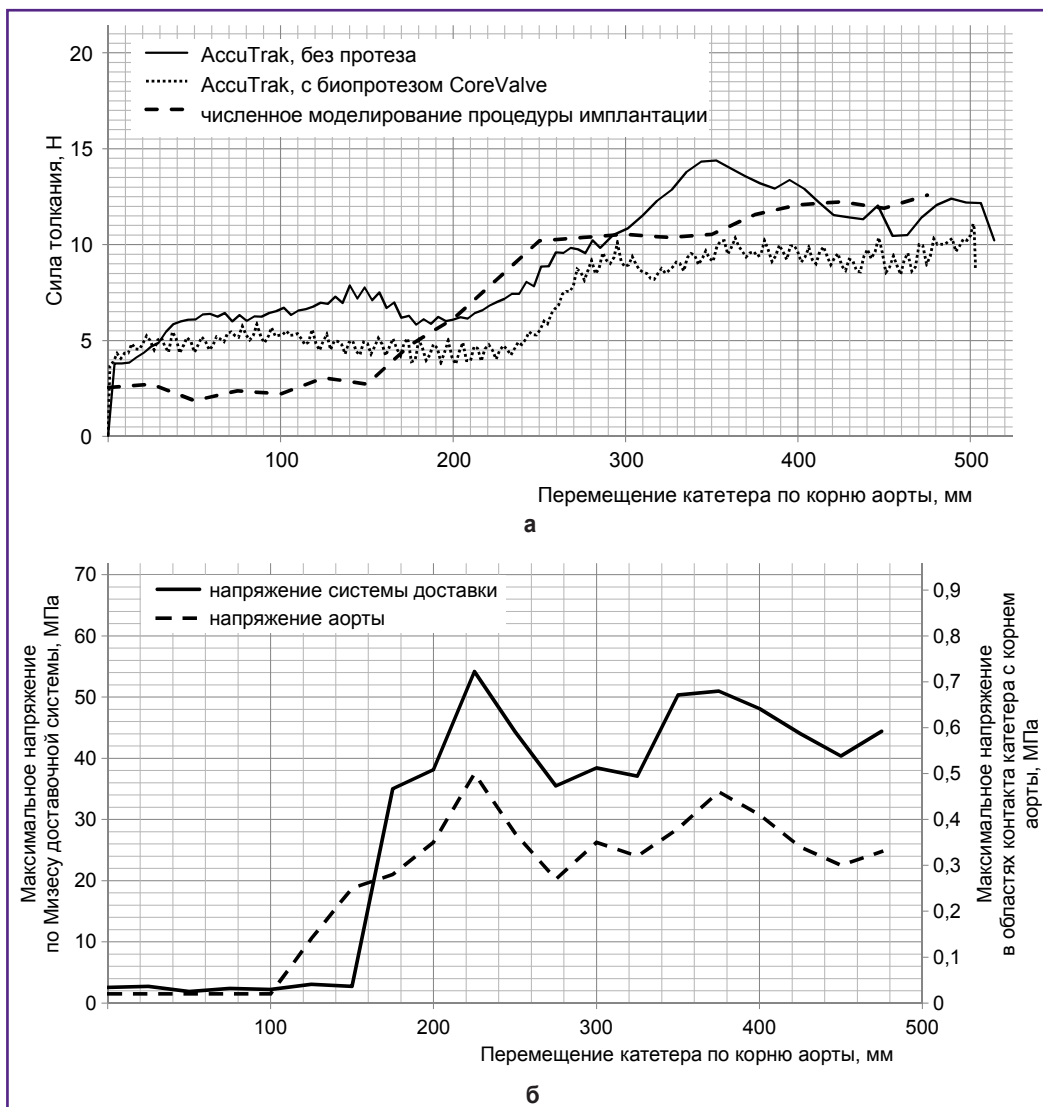 20
15
10
5
0
Сила толкания, Н
AccuTrak, без протеза
AccuTrak, с биопротезом CoreValve
численное моделирование процедуры имплантации
100
200
300
400
500
Перемещение катетера по корню аорты, мм
а
70
60
50
40
30
20
10
0
Максимальное напряжение
по Мизесу доставочной системы, МПа
напряжение системы доставки
напряжение аорты
0,9
0,8
0,7
0,6
0,5
0,4
0,3
0,2
0,1
0
Максимальное напряжение
в областях контакта катетера с корнем
аорты, МПа
100
200
300
400
500
Перемещение катетера по корню аорты, мм
б